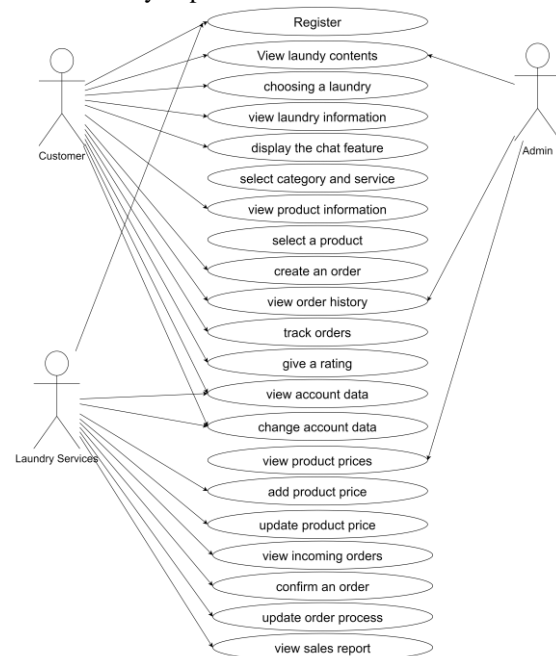 Register
View laundy contents
choosing a laundry
view laundry information
Customer
Admin
display the chat feature
select category and service
view product information
select a product
create an order
view order history
track orders
give a rating
view account data
change account data
Laundry Services
view product prices
add product price
update product price
view incoming orders
confirm an order
update order process
view sales report